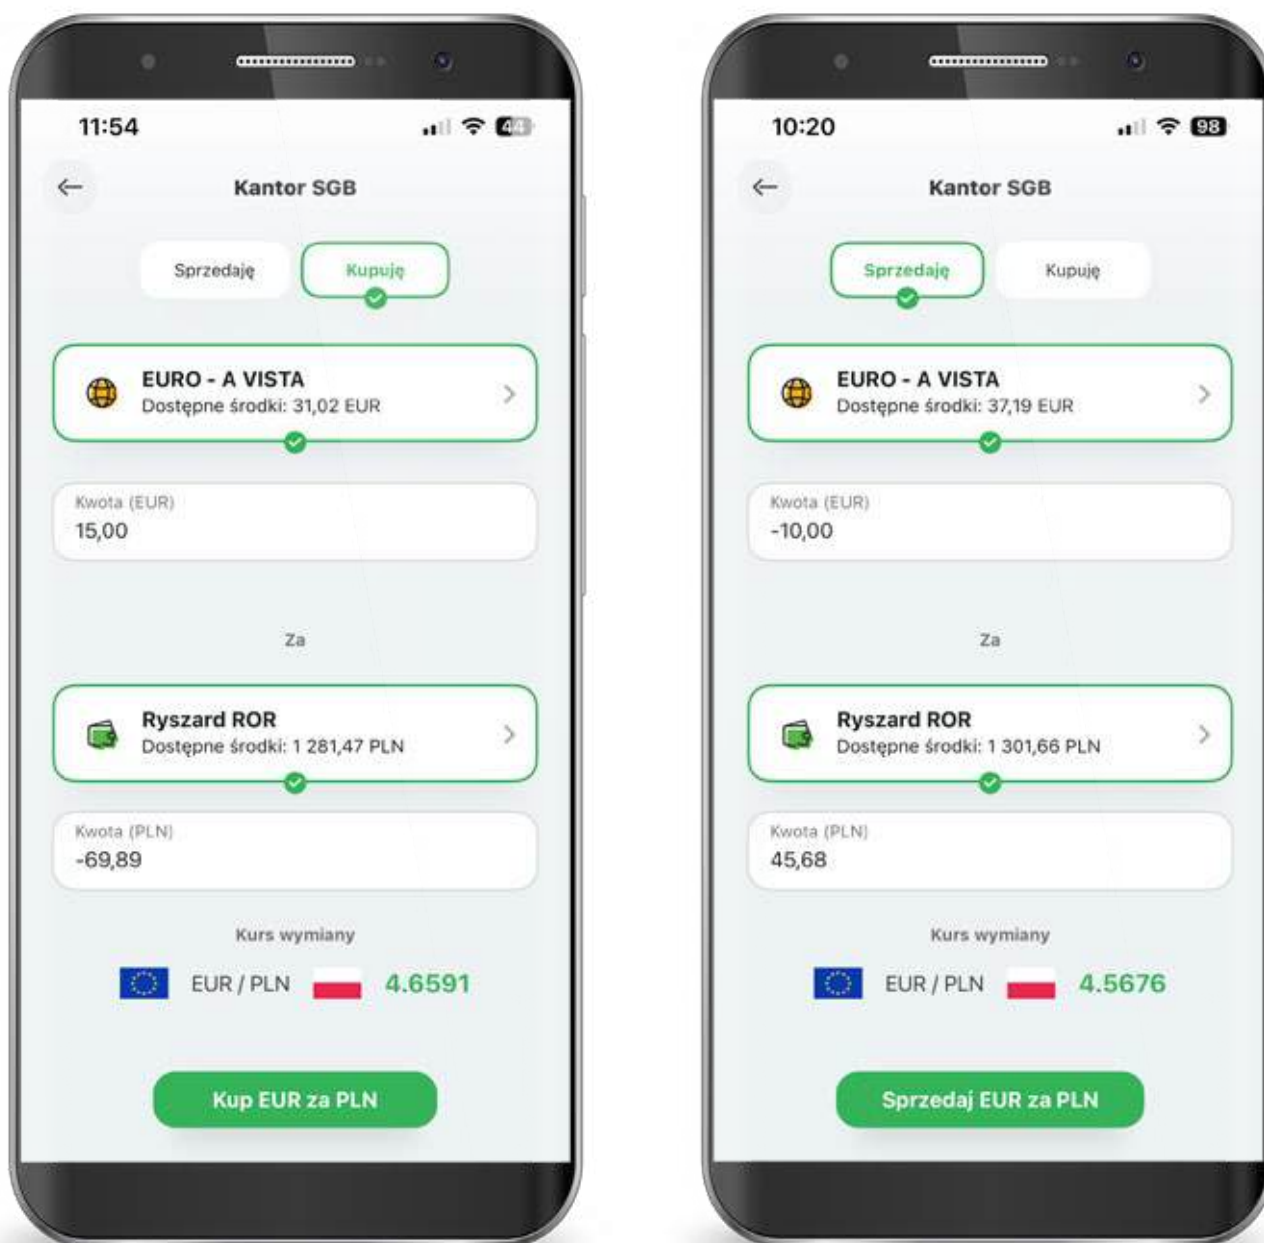 11:54
44
Kantor SGB
Sprzedaję
Kupuję
EURO - A VISTA
Dostępne środki: 31,02 EUR
Kwota (EUR)
15,00
Za
Ryszard ROR
Dostępne środki: 1 281,47 PLN
Kwota (PLN)
-69,89
Kurs wymiany
EUR / PLN 4.6591
Kup EUR za PLN
10:20
98
Kantor SGB
Sprzedaję
Kupuję
EURO - A VISTA
Dostępne środki: 37,19 EUR
Kwota (EUR)
-10,00
Za
Ryszard ROR
Dostępne środki: 1 301,66 PLN
Kwota (PLN)
45,68
Kurs wymiany
EUR / PLN 4.5676
Sprzedaj EUR za PLN